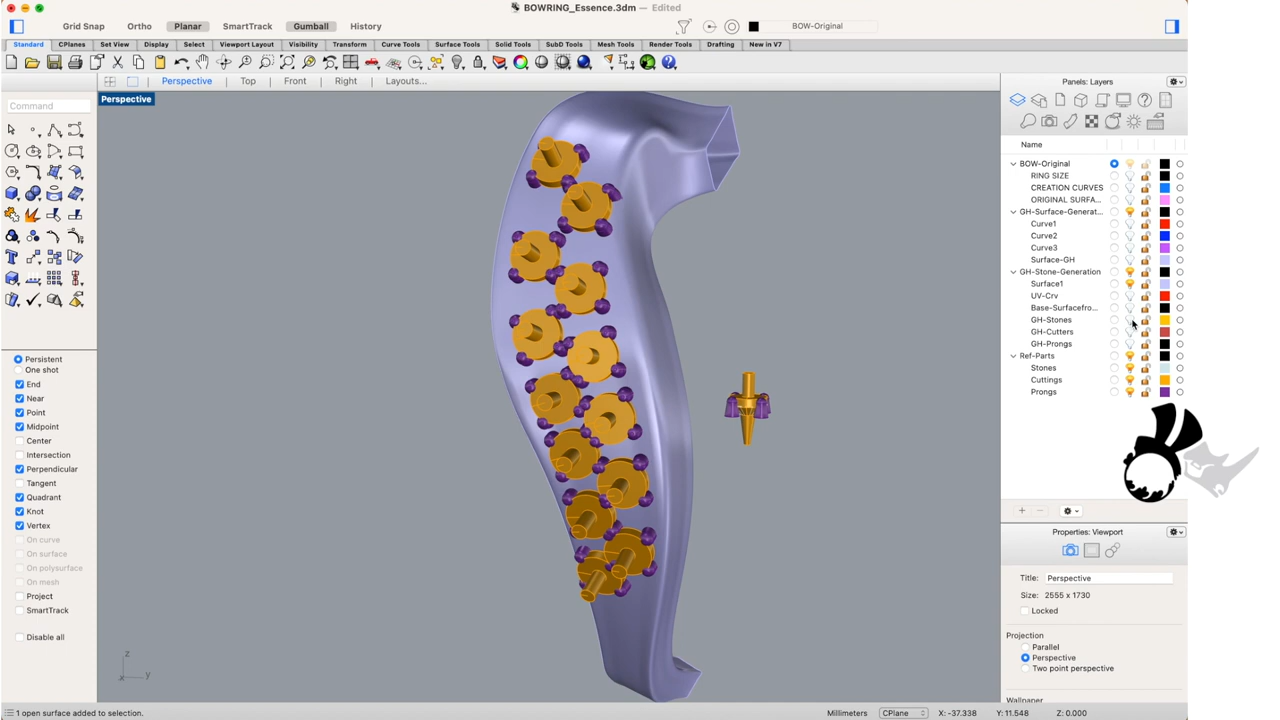 BOWRING_Essence.3dm — Edited
Grid Snap Ortho Planar SmartTrack Gumball History BOW-Original
Standard CPlanes Set View Display Select Viewport Layout Visibility Transform Curve Tools Surface Tools Solid Tools SubD Tools Mesh Tools Render Tools Drafting New in V7
Perspective Top Front Right Layouts...
Panels: Layers
Perspective
Command
Name
BOW-Original
RING SIZE
CREATION CURVES
ORIGINAL SURFA...
GH-Surface-Generat...
Curve1
Curve2
Curve3
Surface-GH
GH-Stone-Generation
Surface1
UV-Crv
Base-Surfacefro...
GH-Stones
GH-Cutters
GH-Prongs
Ref-Parts
Stones
Cuttings
Prongs
Persistent
One shot
End
Near
Point
Midpoint
Center
Intersection
Perpendicular
Tangent
Quadrant
Knot
Vertex
On curve
On surface
On polysurface
On mesh
Project
SmartTrack
Disable all
Properties: Viewport
Title: Perspective
Size: 2555 x 1730
Locked
Projection
Parallel
Perspective
Two point perspective
Wallpaper
z
x y
1 open surface added to selection. Millimeters CPlane X: -37.338 Y: 11.548 Z: 0.000